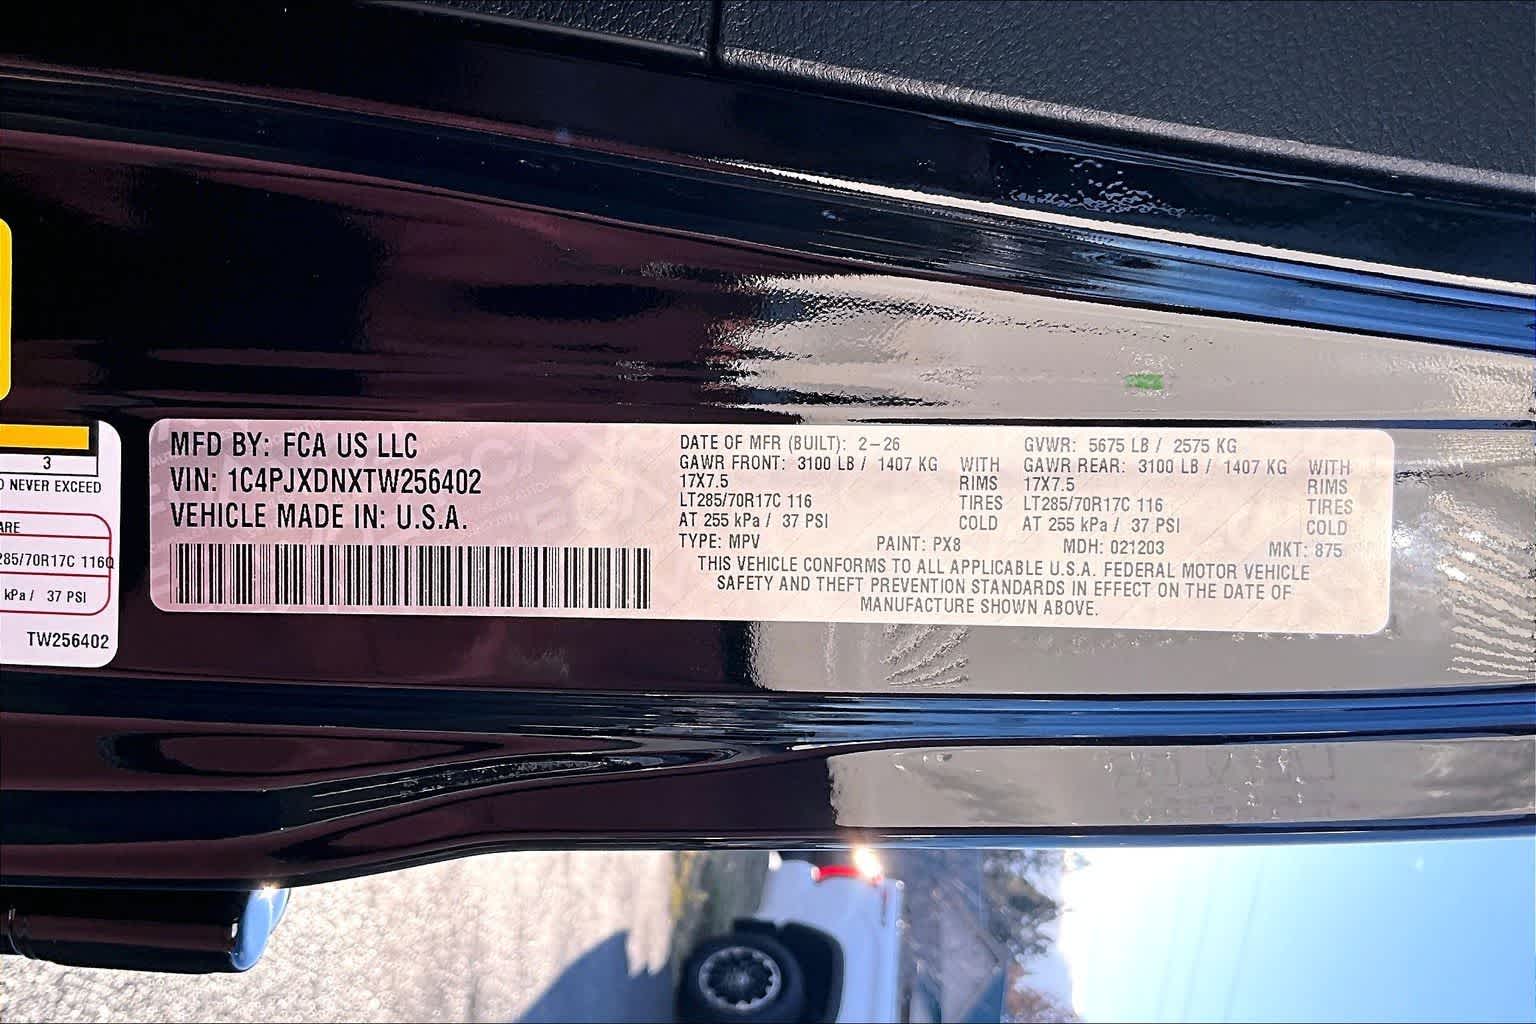 3
NEVER EXCEED
ARE
285/70R17C 116Q
kPa / 37 PSI
TW256402
MFD BY: FCA US LLC
VIN: 1C4PJXDNXTW256402
VEHICLE MADE IN: U.S.A.
DATE OF MFR (BUILT): 2-26 GVWR: 5675 LB / 2575 KG
GAWR FRONT: 3100 LB / 1407 KG WITH GAWR REAR: 3100 LB / 1407 KG WITH
17X7.5 RIMS 17X7.5 RIMS
LT285/70R17C 116 TIRES LT285/70R17C 116 TIRES
AT 255 kPa / 37 PSI COLD AT 255 kPa / 37 PSI COLD
TYPE: MPV PAINT: PX8 MDH: 021203 MKT: 875
THIS VEHICLE CONFORMS TO ALL APPLICABLE U.S.A. FEDERAL MOTOR VEHICLE
SAFETY AND THEFT PREVENTION STANDARDS IN EFFECT ON THE DATE OF
MANUFACTURE SHOWN ABOVE.